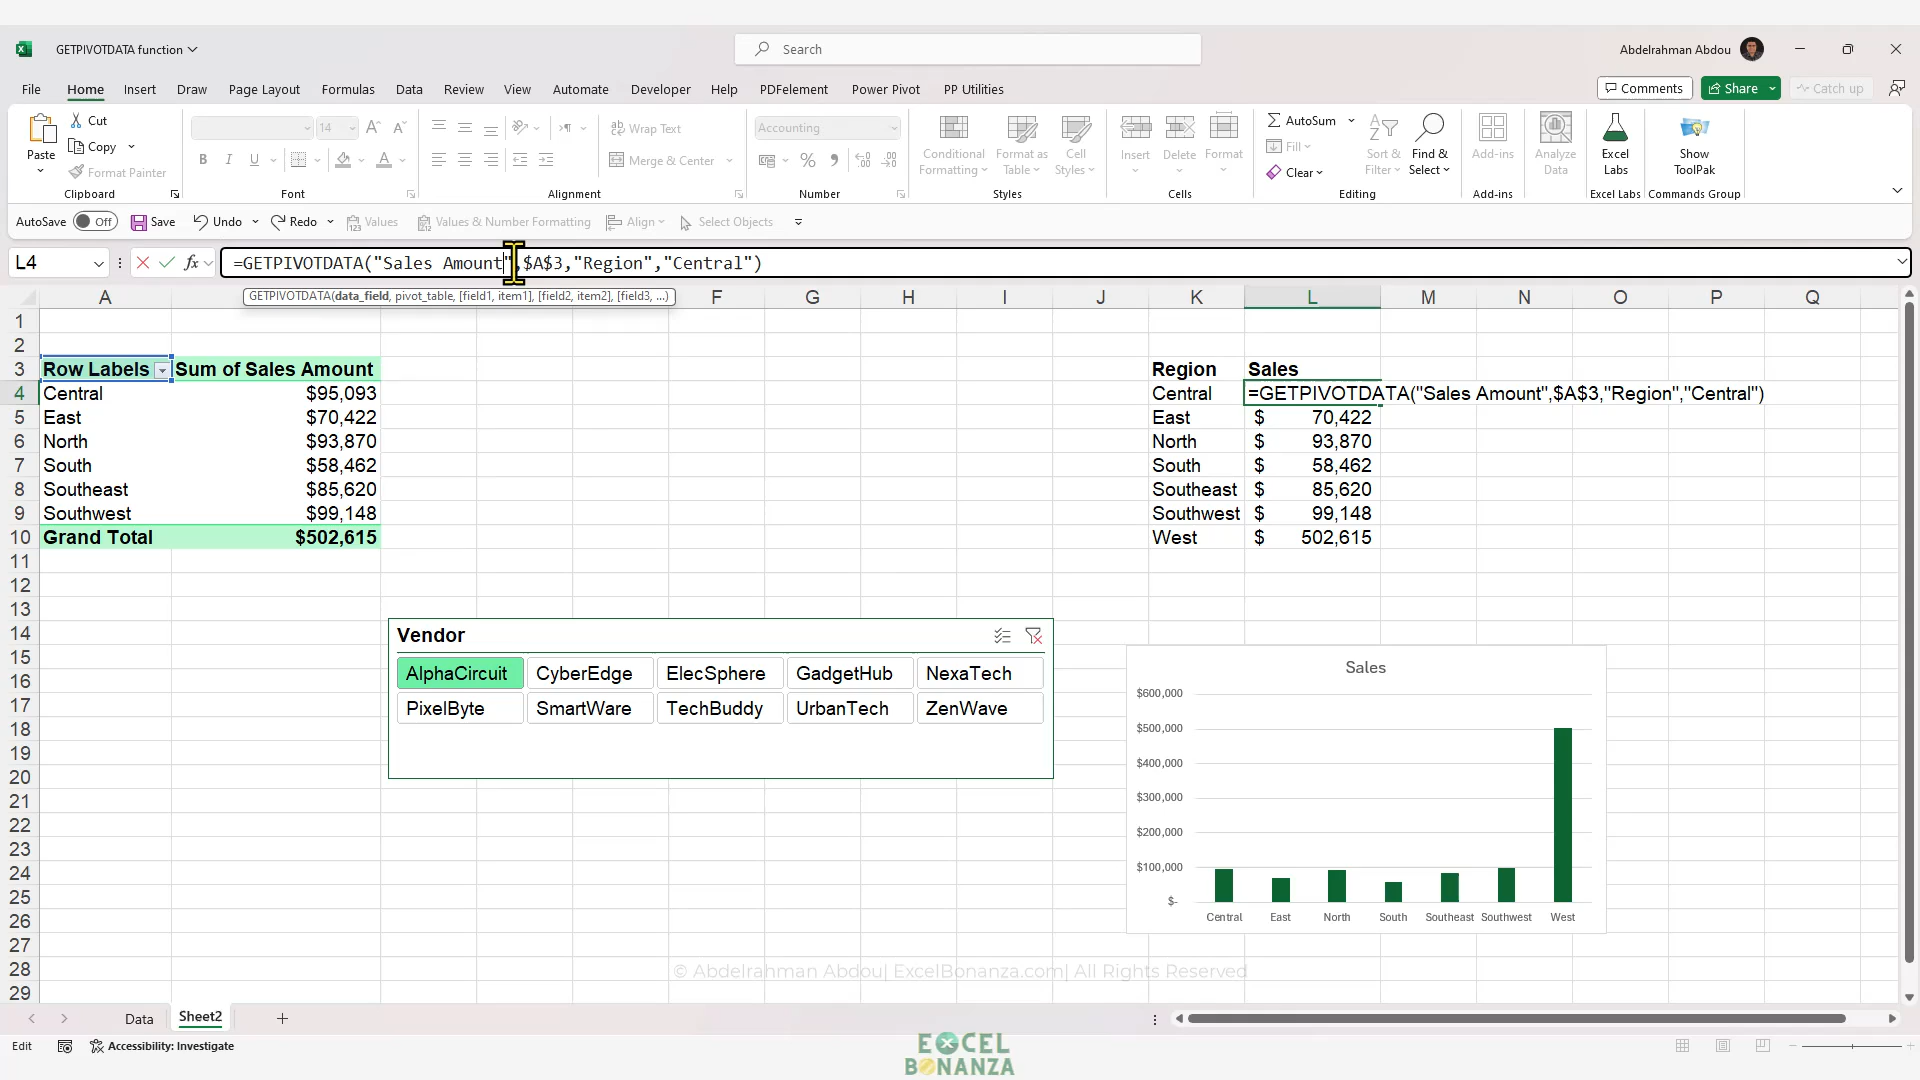 GETPIVOTDATA function
Search
Abdelrahman Abdou
File Home Insert Draw Page Layout Formulas Data Review View Automate Developer Help PDFelement Power Pivot PP Utilities
Comments Share Catch up
Paste Cut Copy Format Painter
14
B I U A
Wrap Text
Merge & Center
Accounting
Conditional Formatting Format as Table Cell Styles
Insert Delete Format
AutoSum Fill Clear
Sort & Filter Find & Select
Add-ins
Analyze Data
Excel Labs
Show ToolPak
Clipboard Font Alignment Number Styles Cells Editing Add-ins Excel Labs Commands Group
AutoSave Off Save Undo Redo Values Values & Number Formatting Align Select Objects
L4 fx =GETPIVOTDATA("Sales Amount",$A$3,"Region","Central")
GETPIVOTDATA(data_field, pivot_table, [field1, item1], [field2, item2], [field3, ...)
A F G H I J K L M N O P Q
1
2
3 Row Labels Sum of Sales Amount Region Sales
4 Central $95,093 Central =GETPIVOTDATA("Sales Amount",$A$3,"Region","Central")
5 East $70,422 East $ 70,422
6 North $93,870 North $ 93,870
7 South $58,462 South $ 58,462
8 Southeast $85,620 Southeast $ 85,620
9 Southwest $99,148 Southwest $ 99,148
10 Grand Total $502,615 West $ 502,615
11
12
13
14
15
16
17
18
19
20
21
22
23
24
25
26
27
28
29
Vendor
AlphaCircuit CyberEdge ElecSphere GadgetHub NexaTech
PixelByte SmartWare TechBuddy UrbanTech ZenWave
Sales
$600,000
$500,000
$400,000
$300,000
$200,000
$100,000
$-
Central East North South Southeast Southwest West
© Abdelrahman Abdou| ExcelBonanza.com| All Rights Reserved
Data Sheet2
Edit Accessibility: Investigate
EXCEL
BONANZA